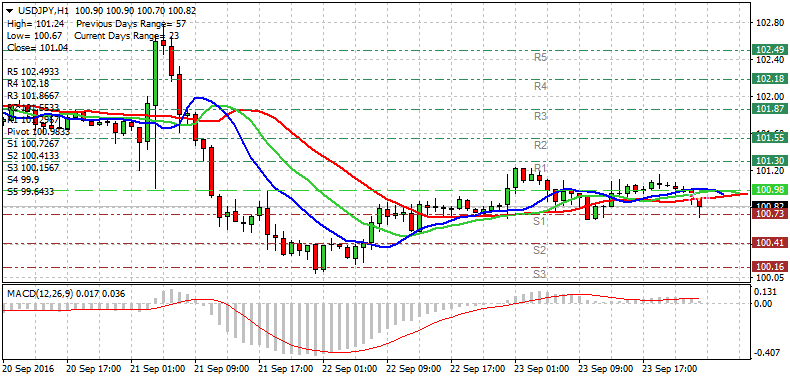 USDJPY,H1 100.90 100.90 100.70 100.82
High= 101.24 Previous Days Range= 57
Low= 100.67 Current Days Range= 23
Close= 101.04
R5 102.4933
R4 102.18
R3 101.8667
Pivot 100.9833
S1 100.7267
S2 100.4133
S3 100.1567
S4 99.9
S5 99.6433
R5
R4
R3
R2
R1
S1
S2
S3
102.80
102.49
102.40
102.18
102.00
101.87
101.55
101.30
101.20
100.98
100.82
100.73
100.41
100.16
100.05
MACD(12,26,9) 0.017 0.036
0.131
0.00
-0.407
20 Sep 2016
20 Sep 17:00
21 Sep 01:00
21 Sep 09:00
21 Sep 17:00
22 Sep 01:00
22 Sep 09:00
22 Sep 17:00
23 Sep 01:00
23 Sep 09:00
23 Sep 17:00